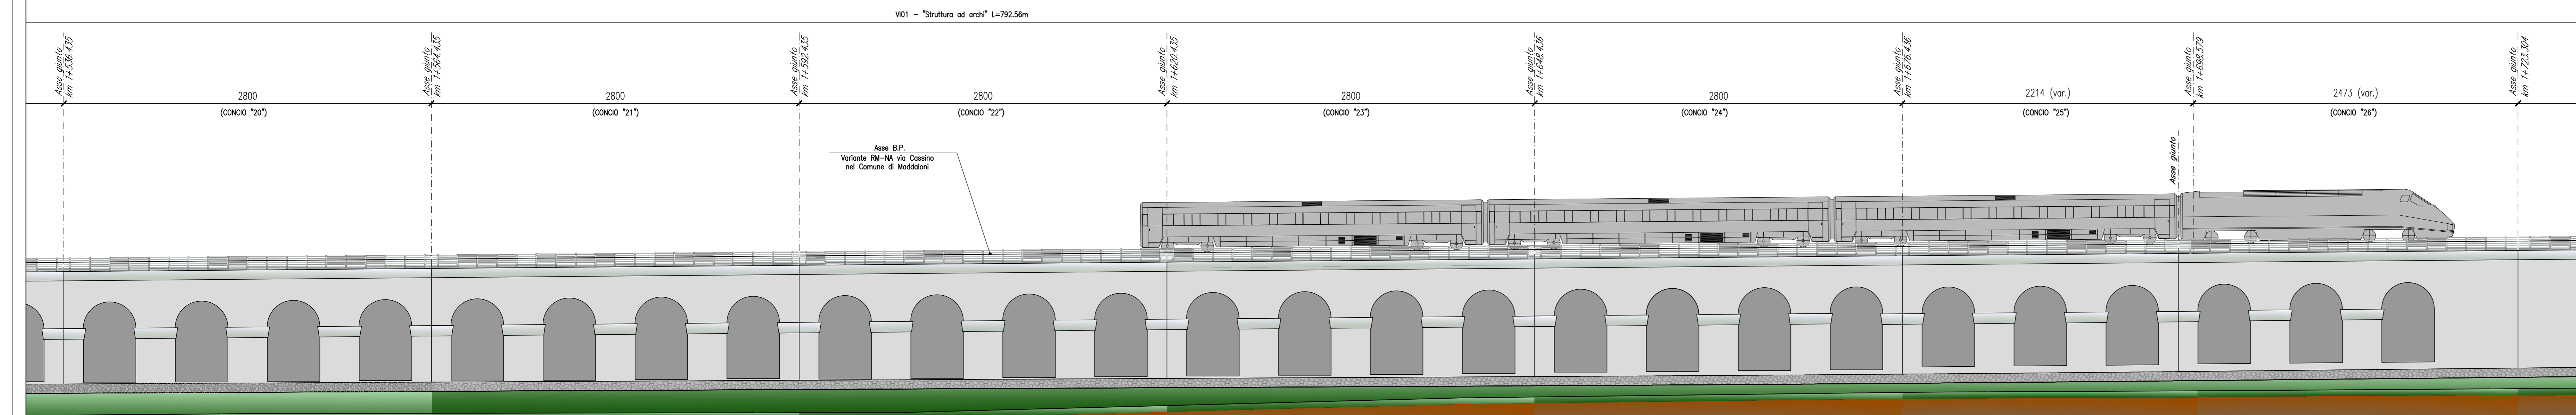 VI01 - "Struttura ad archi" L=792.56m
Asse giunto
km 1+536.435
Asse giunto
km 1+564.435
Asse giunto
km 1+592.435
Asse giunto
km 1+620.435
Asse giunto
km 1+648.436
Asse giunto
km 1+676.436
Asse giunto
km 1+698.579
Asse giunto
km 1+723.304
2800
(CONCIO "20")
2800
(CONCIO "21")
2800
(CONCIO "22")
2800
(CONCIO "23")
2800
(CONCIO "24")
2214 (var.)
(CONCIO "25")
2473 (var.)
(CONCIO "26")
Asse giunto
Asse B.P.
Variante RM-NA via Cassino
nel Comune di Maddaloni